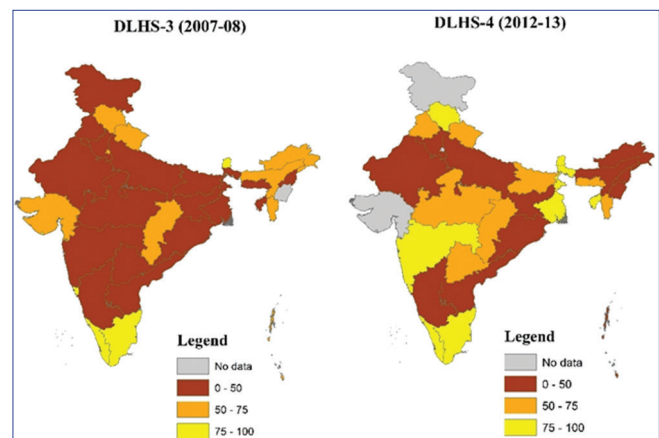 DLHS-3 (2007-08)
DLHS-4 (2012-13)
Legend
No data
0 - 50
50 - 75
75 - 100
Legend
No data
0 - 50
50 - 75
75 - 100